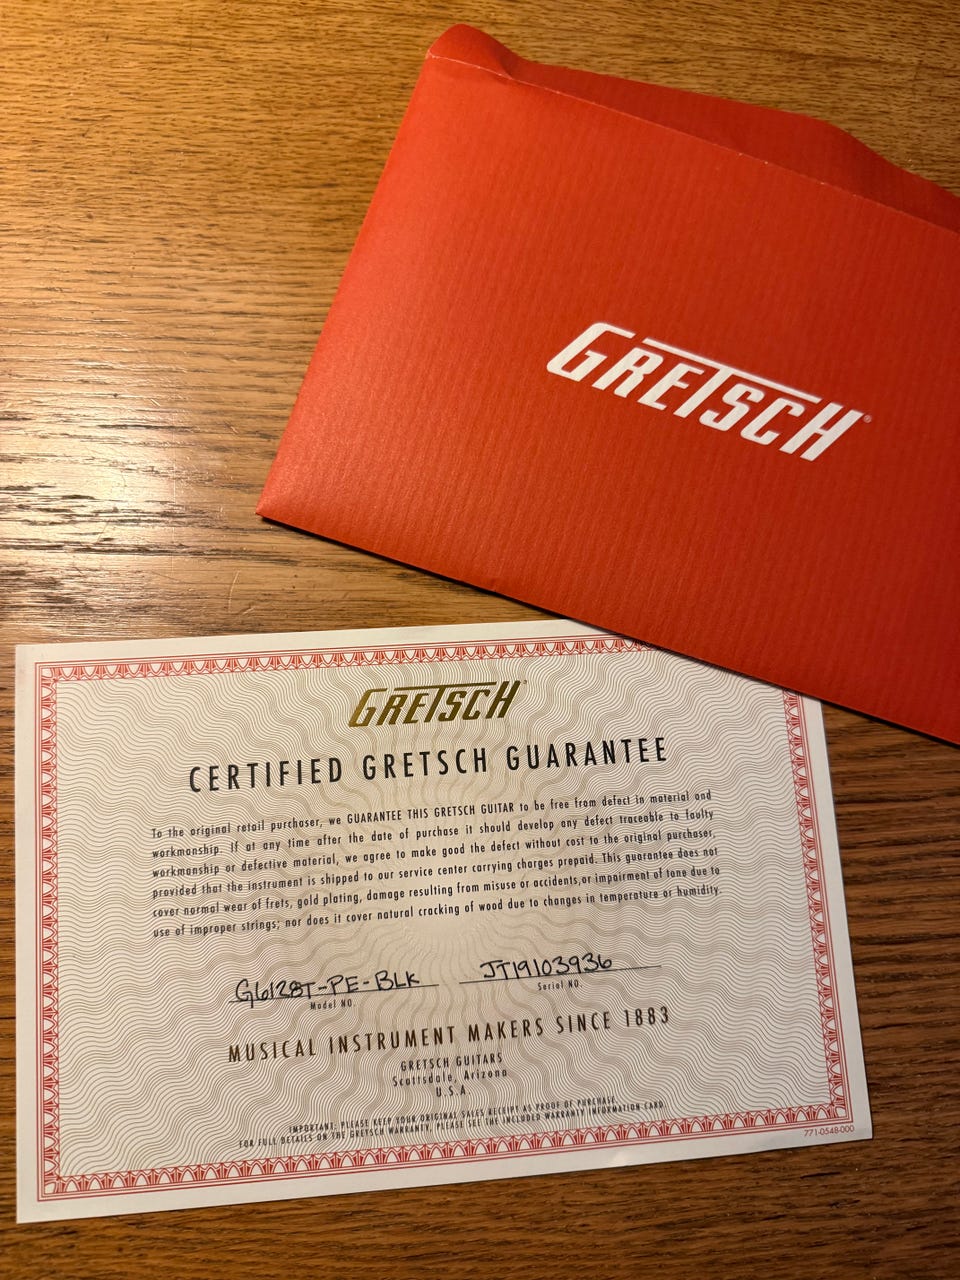 GRETSCH®
GRETSCH®
CERTIFIED GRETSCH GUARANTEE
To the original retail purchaser, we GUARANTEE THIS GRETSCH GUITAR to be free from defect in material and
workmanship. If at any time after the date of purchase it should develop any defect traceable to faulty
workmanship or defective material, we agree to make good the defect without cost to the original purchaser,
provided that the instrument is shipped to our service center carrying charges prepaid. This guarantee does not
cover normal wear of frets, gold plating, damage resulting from misuse or accidents,or impairment of tone due to
use of improper strings; nor does it cover natural cracking of wood due to changes in temperature or humidity.
G6128T-PE-BLK JT19103936
Model NO. Serial NO.
MUSICAL INSTRUMENT MAKERS SINCE 1883
GRETSCH GUITARS
Scottsdale, Arizona
U.S.A.
IMPORTANT: PLEASE KEEP YOUR ORIGINAL SALES RECEIPT AS PROOF OF PURCHASE.
FOR FULL DETAILS ON THE GRETSCH WARRANTY, PLEASE SEE THE INCLUDED WARRANTY INFORMATION CARD.
771-0548-000